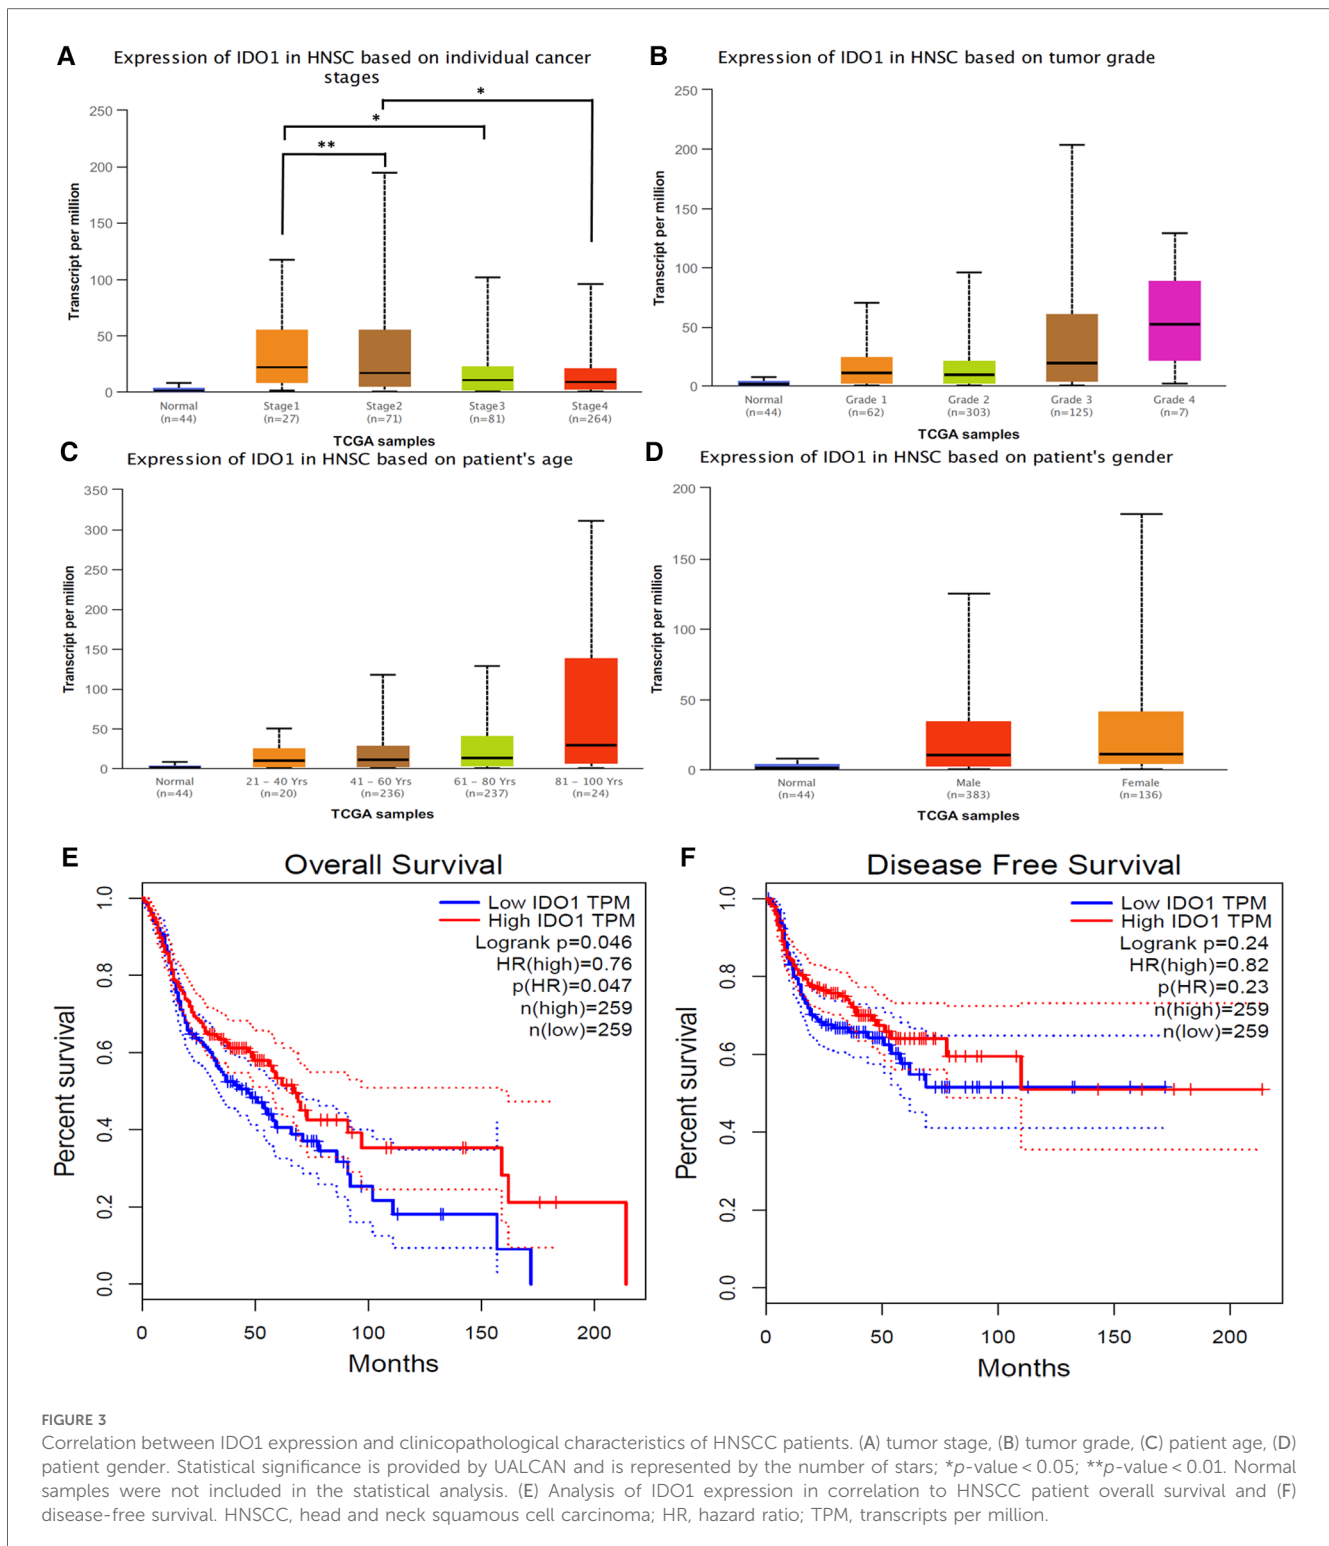 A
Expression of IDO1 in HNSC based on individual cancer
stages
Transcript per million
250
200
150
100
50
0
*
*
**
Normal
(n=44)
Stage1
(n=27)
Stage2
(n=71)
Stage3
(n=81)
Stage4
(n=264)
TCGA samples
B
Expression of IDO1 in HNSC based on tumor grade
Transcript per million
250
200
150
100
50
0
Normal
(n=44)
Grade 1
(n=62)
Grade 2
(n=303)
Grade 3
(n=125)
Grade 4
(n=7)
TCGA samples
C
Expression of IDO1 in HNSC based on patient's age
Transcript per million
350
300
250
200
150
100
50
0
Normal
(n=44)
21 – 40 Yrs
(n=20)
41 – 60 Yrs
(n=236)
61 – 80 Yrs
(n=237)
81 – 100 Yrs
(n=24)
TCGA samples
D
Expression of IDO1 in HNSC based on patient's gender
Transcript per million
200
150
100
50
0
Normal
(n=44)
Male
(n=383)
Female
(n=136)
TCGA samples
E
Overall Survival
Percent survival
1.0
0.8
0.6
0.4
0.2
0.0
Low IDO1 TPM
High IDO1 TPM
Logrank p=0.046
HR(high)=0.76
p(HR)=0.047
n(high)=259
n(low)=259
0
50
100
150
200
Months
F
Disease Free Survival
Percent survival
1.0
0.8
0.6
0.4
0.2
0.0
Low IDO1 TPM
High IDO1 TPM
Logrank p=0.24
HR(high)=0.82
p(HR)=0.23
n(high)=259
n(low)=259
0
50
100
150
200
Months
FIGURE 3
Correlation between IDO1 expression and clinicopathological characteristics of HNSCC patients. (A) tumor stage, (B) tumor grade, (C) patient age, (D)
patient gender. Statistical significance is provided by UALCAN and is represented by the number of stars; *p-value < 0.05; **p-value < 0.01. Normal
samples were not included in the statistical analysis. (E) Analysis of IDO1 expression in correlation to HNSCC patient overall survival and (F)
disease-free survival. HNSCC, head and neck squamous cell carcinoma; HR, hazard ratio; TPM, transcripts per million.